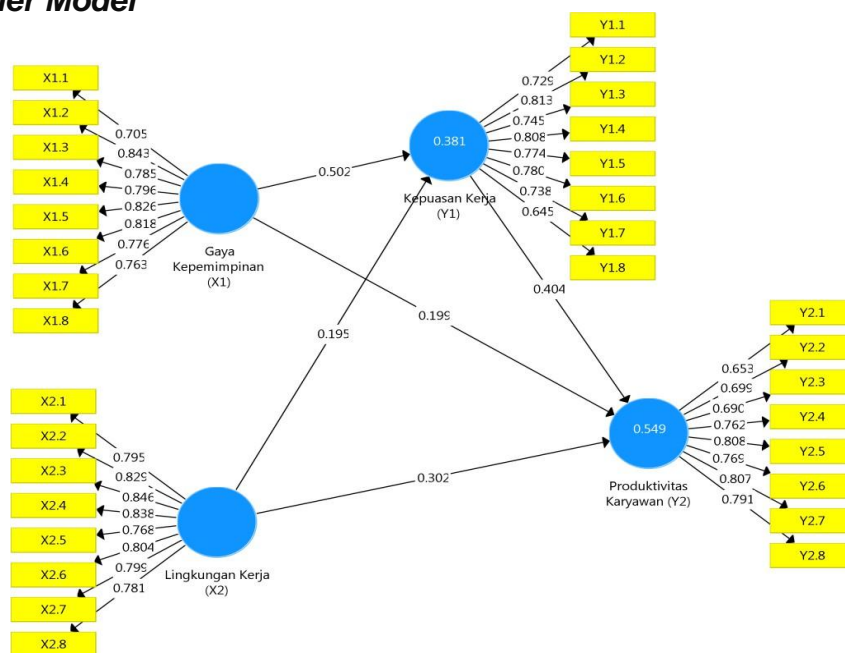 Model
X1.1
X1.2
X1.3
X1.4
X1.5
X1.6
X1.7
X1.8
0.705
0.843
0.785
0.796
0.826
0.818
0.776
0.763
Gaya
Kepemimpinan
(X1)
0.502
0.195
0.199
X2.1
X2.2
X2.3
X2.4
X2.5
X2.6
X2.7
X2.8
0.795
0.829
0.846
0.838
0.768
0.804
0.799
0.781
Lingkungan Kerja
(X2)
0.302
0.381
Kepuasan Kerja
(Y1)
0.729
0.813
0.745
0.808
0.774
0.780
0.738
0.645
Y1.1
Y1.2
Y1.3
Y1.4
Y1.5
Y1.6
Y1.7
Y1.8
0.404
0.549
Produktivitas
Karyawan (Y2)
0.653
0.699
0.690
0.762
0.808
0.769
0.807
0.791
Y2.1
Y2.2
Y2.3
Y2.4
Y2.5
Y2.6
Y2.7
Y2.8